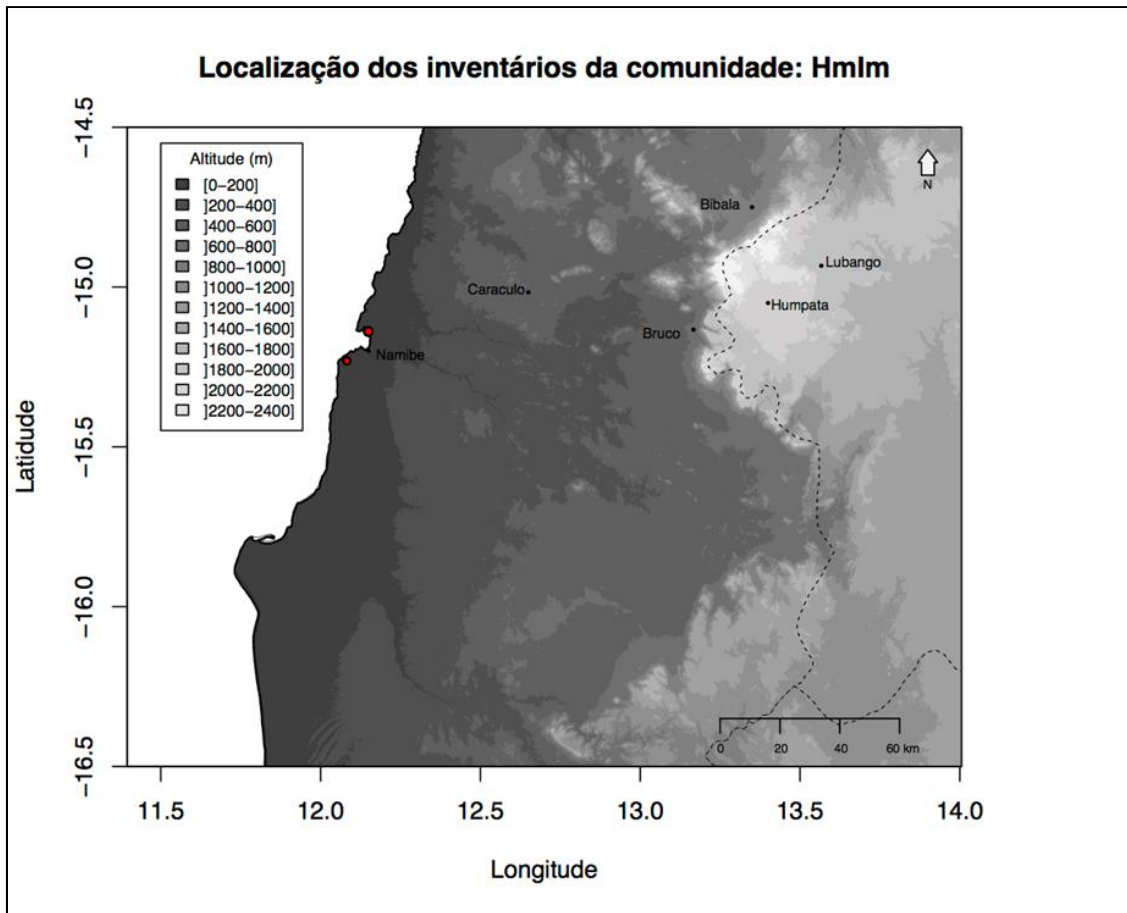 Localização dos inventários da comunidade: Hmlm
Altitude (m)
[0−200]
]200−400]
]400−600]
]600−800]
]800−1000]
]1000−1200]
]1200−1400]
]1400−1600]
]1600−1800]
]1800−2000]
]2000−2200]
]2200−2400]
N
Bibala
Lubango
Caraculo
Humpata
Bruco
Namibe
0 20 40 60 km
−14.5
−15.0
−15.5
−16.0
−16.5
Latidude
11.5 12.0 12.5 13.0 13.5 14.0
Longitude